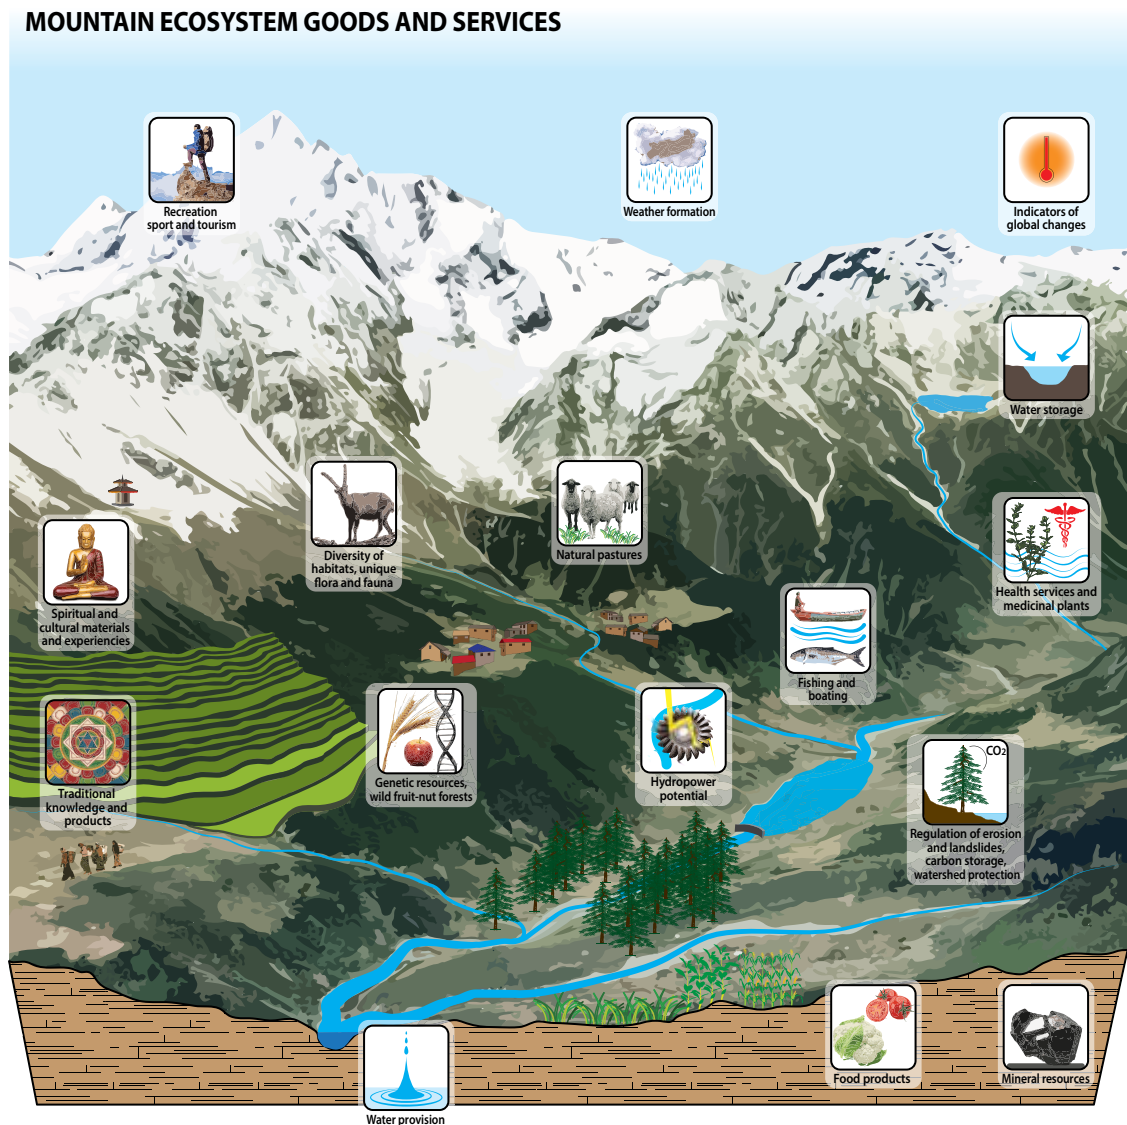 MOUNTAIN ECOSYSTEM GOODS AND SERVICES
Recreation
sport and tourism
Weather formation
Indicators of
global changes
Water storage
Diversity of
habitats, unique
flora and fauna
Natural pastures
Health services and
medicinal plants
Spiritual and
cultural materials
and experiencies
Fishing and
boating
Genetic resources,
wild fruit-nut forests
Hydropower
potential
CO2
Regulation of erosion
and landslides,
carbon storage,
watershed protection
Traditional
knowledge and
products
Food products
Mineral resources
Water provision